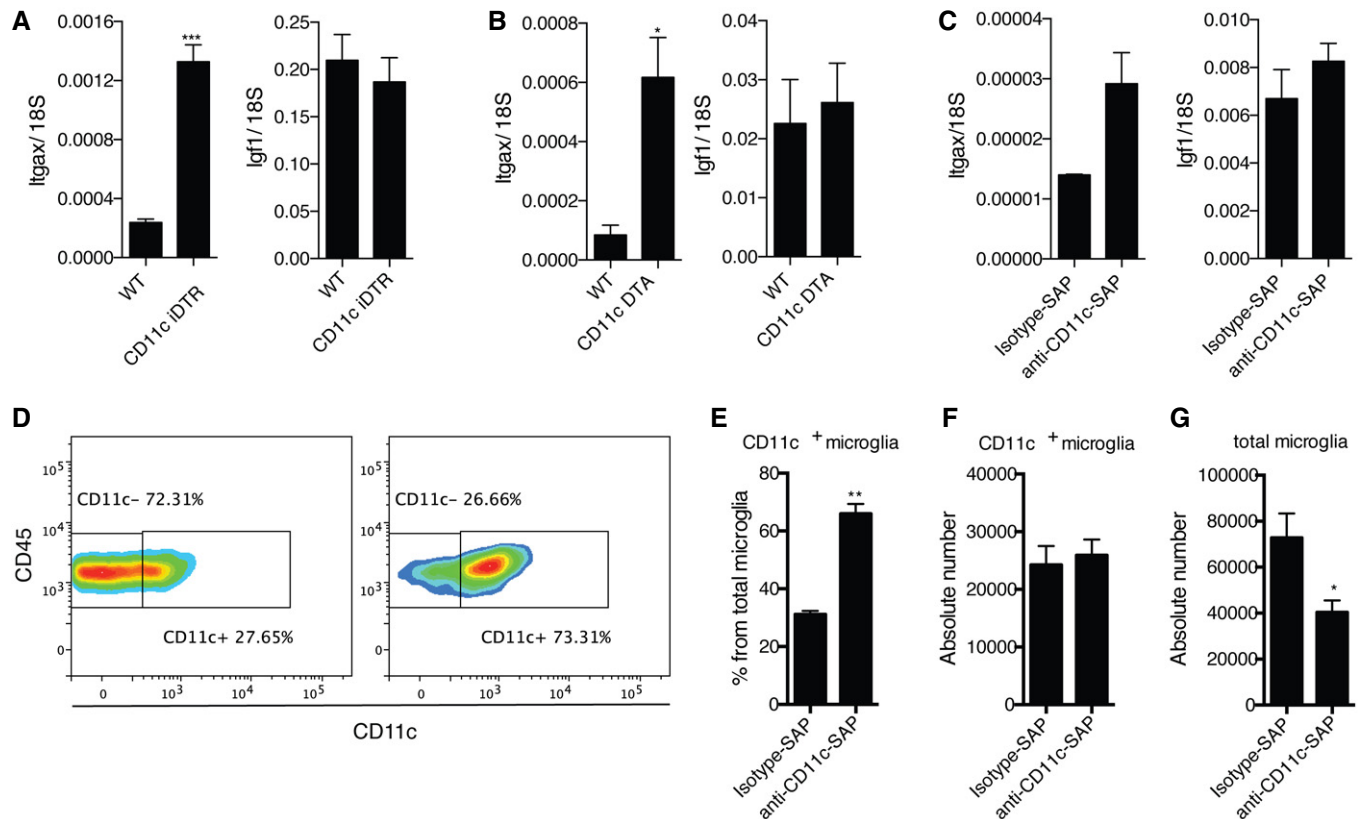 A
Itgax/ 18S
0.0016
0.0012
0.0008
0.0004
0.0000
***
WT
CD11c iDTR
Igf1/ 18S
0.25
0.20
0.15
0.10
0.05
0.00
WT
CD11c iDTR
B
Itgax/ 18S
0.0008
0.0006
0.0004
0.0002
0.0000
*
WT
CD11c DTA
Igf1/ 18S
0.04
0.03
0.02
0.01
0.00
WT
CD11c DTA
C
Itgax/18S
0.00004
0.00003
0.00002
0.00001
0.00000
Isotype-SAP
anti-CD11c-SAP
Igf1/18S
0.010
0.008
0.006
0.004
0.002
0.000
Isotype-SAP
anti-CD11c-SAP
D
CD45
10⁵
10⁴
10³
0
CD11c- 72.31%
CD11c+ 27.65%
0 10³ 10⁴ 10⁵
10⁵
10⁴
10³
0
CD11c- 26.66%
CD11c+ 73.31%
0 10³ 10⁴ 10⁵
CD11c
E
CD11c + microglia
% from total microglia
80
60
40
20
0
**
Isotype-SAP
anti-CD11c-SAP
F
CD11c + microglia
Absolute number
40000
30000
20000
10000
0
Isotype-SAP
anti-CD11c-SAP
G
total microglia
Absolute number
100000
80000
60000
40000
20000
0
*
Isotype-SAP
anti-CD11c-SAP